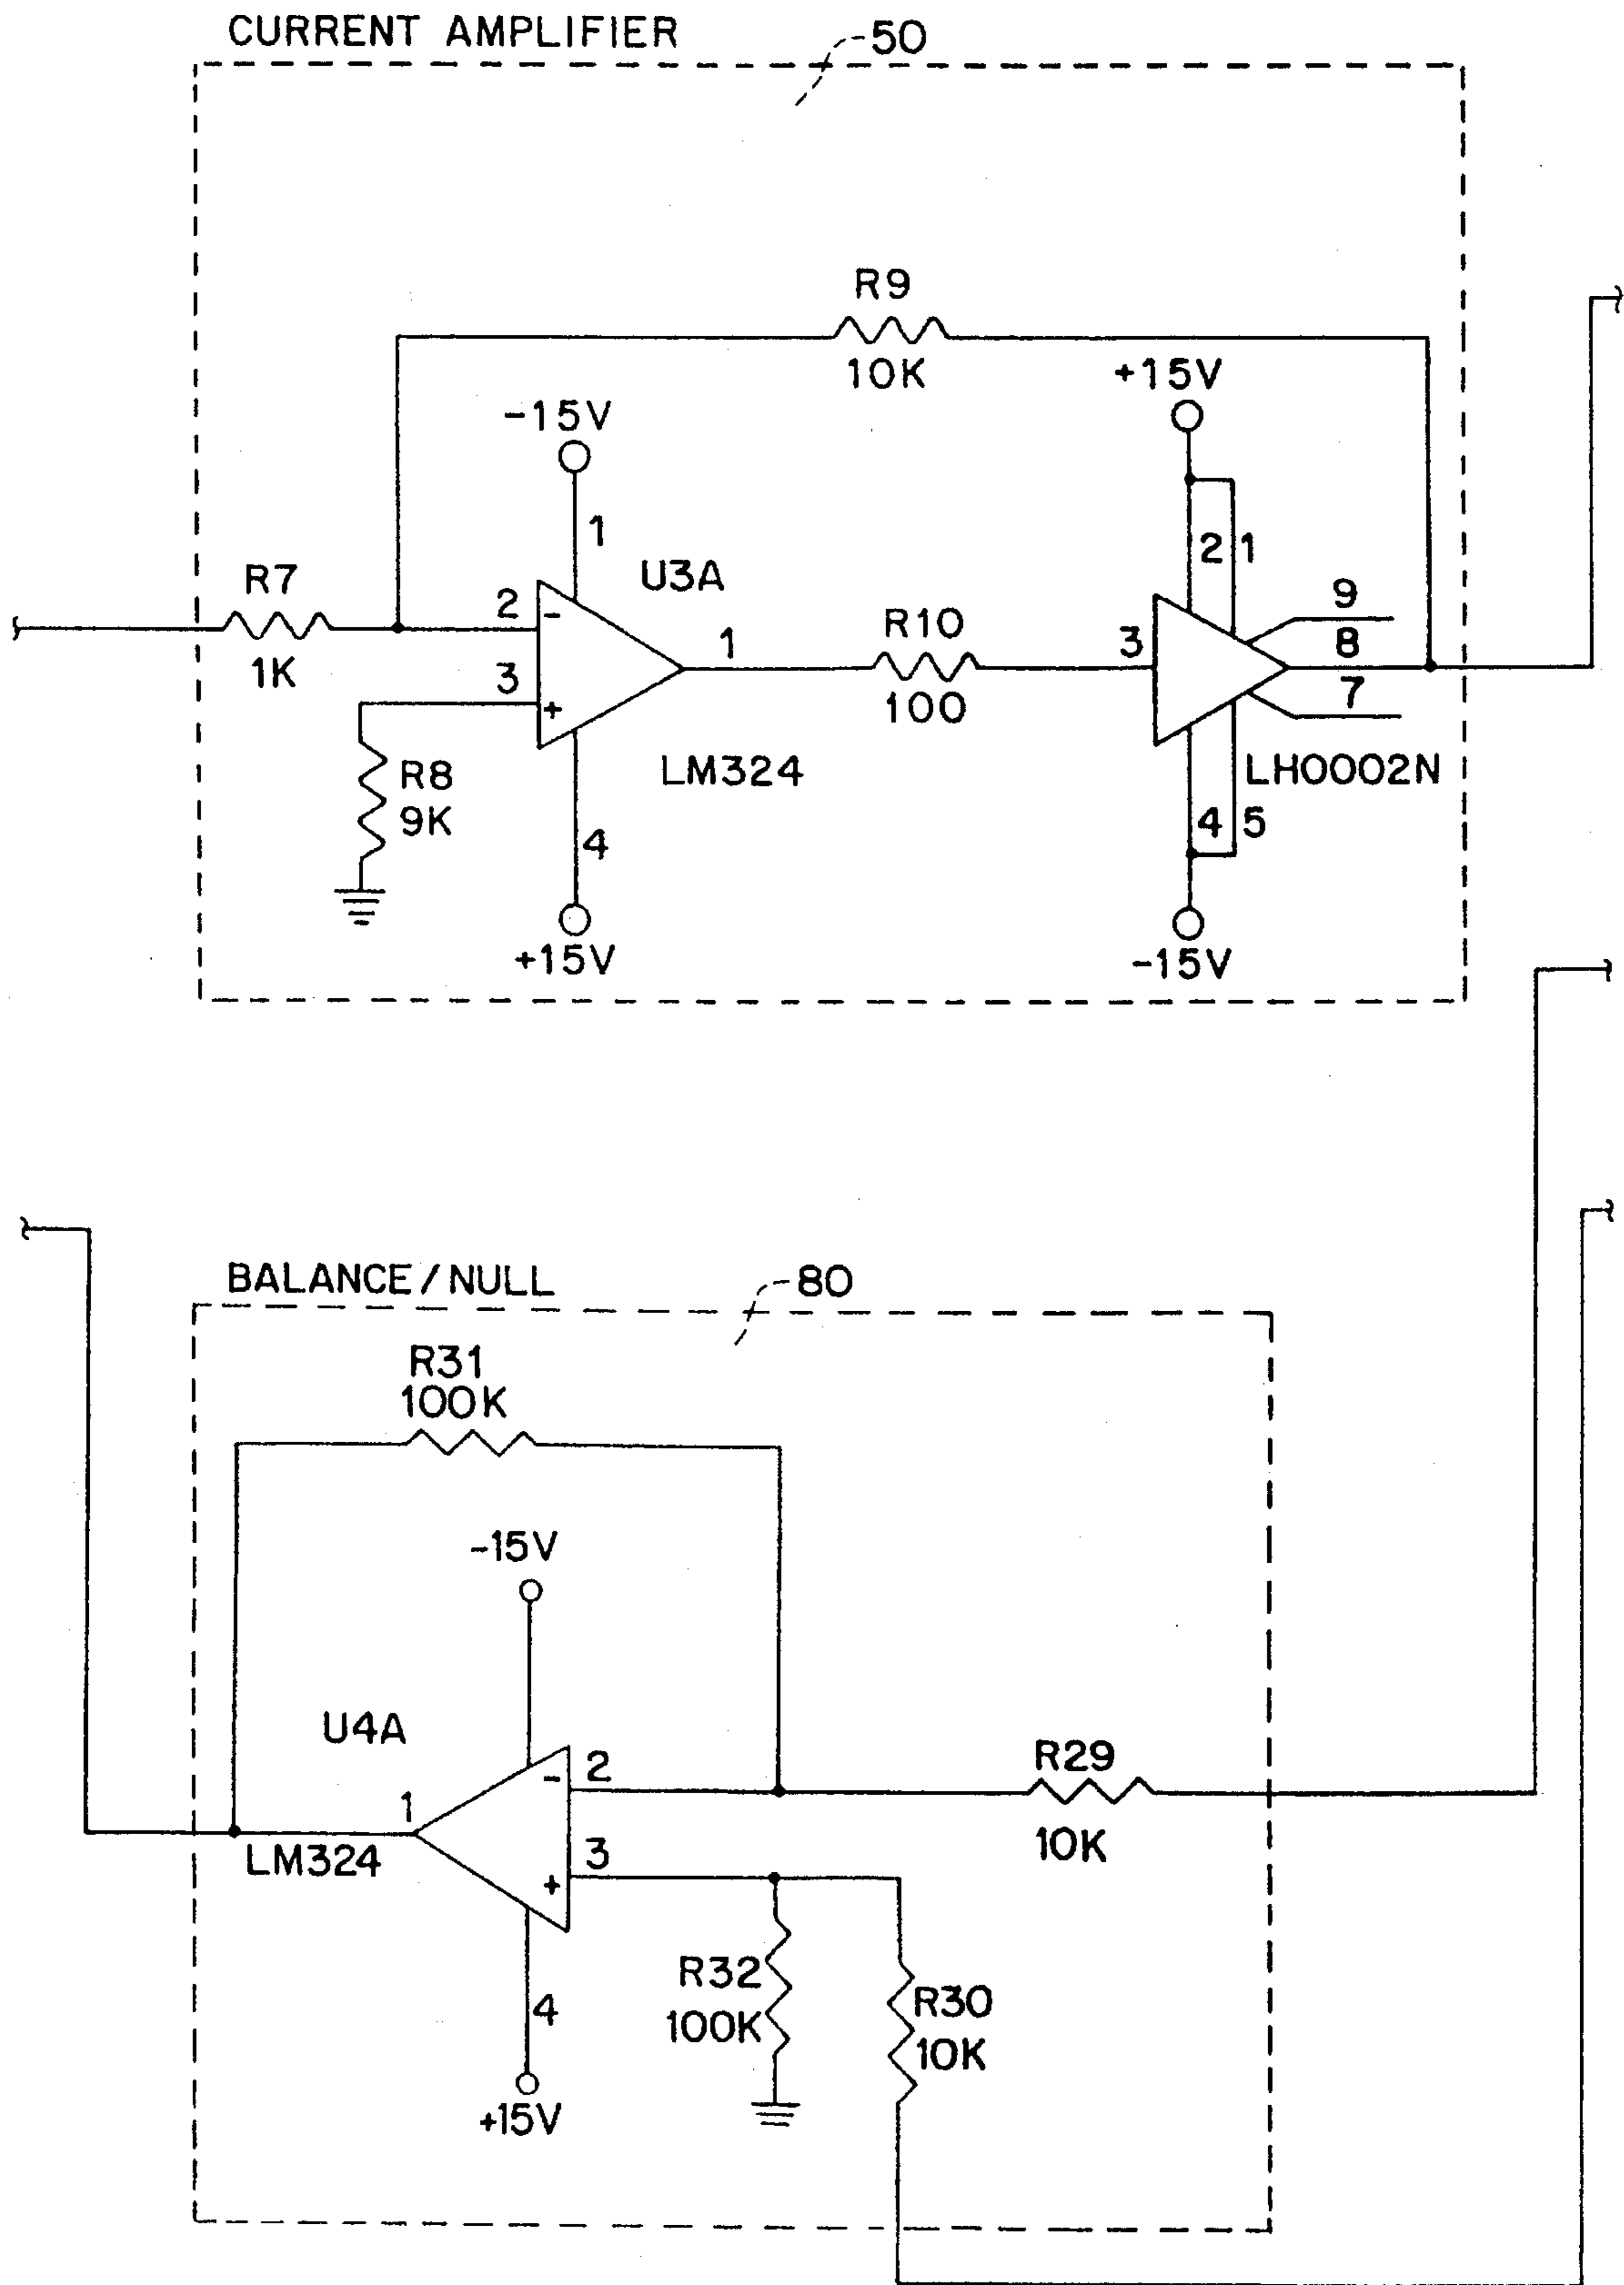 CURRENT AMPLIFIER
50
R9
10K
+15V
-15V
1
2 1
R7
1K
2
-
U3A
1
R10
100
3
9
8
7
3
+
R8
9K
LM324
LH0002N
4
4 5
+15V
-15V
BALANCE/NULL
80
R31
100K
-15V
U4A
1
-
2
R29
10K
LM324
+
3
R32
100K
R30
10K
4
+15V